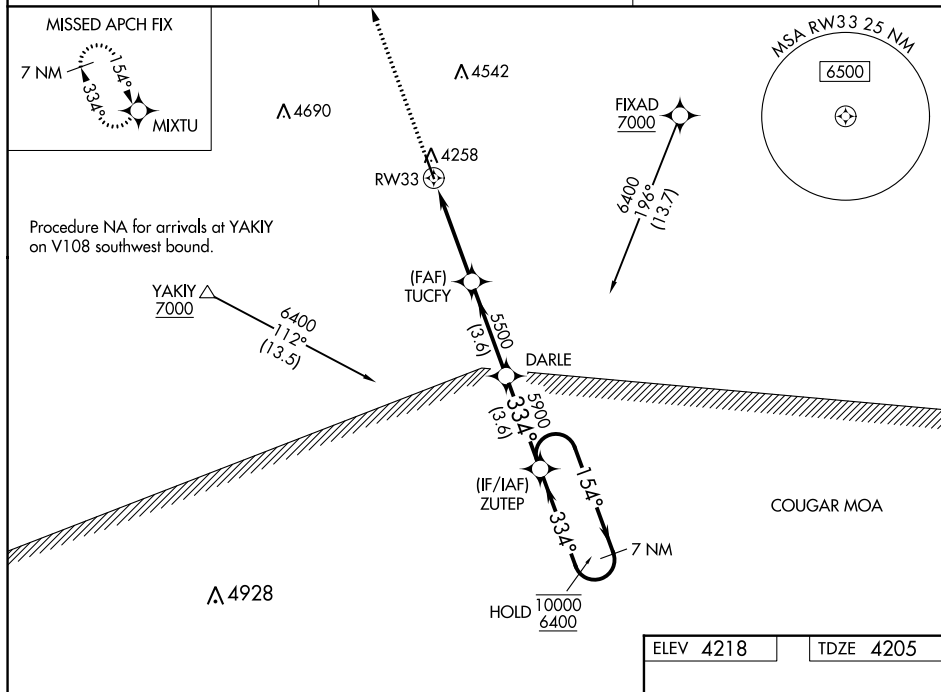 MISSED APCH FIX
7 NM
154°
334°
MIXTU
4542
4690
4258
RW33
FIXAD
7000
6400
196°
(13.7)
MSA RW33 25 NM
6500
Procedure NA for arrivals at YAKIY
on V108 southwest bound.
YAKIY
7000
6400
112°
(13.5)
(FAF)
TUCFY
5500
(3.6)
DARLE
5900
334°
(3.6)
(IF/IAF)
ZUTEP
154°
334°
7 NM
COUGAR MOA
4928
HOLD 10000
6400
ELEV 4218
TDZE 4205